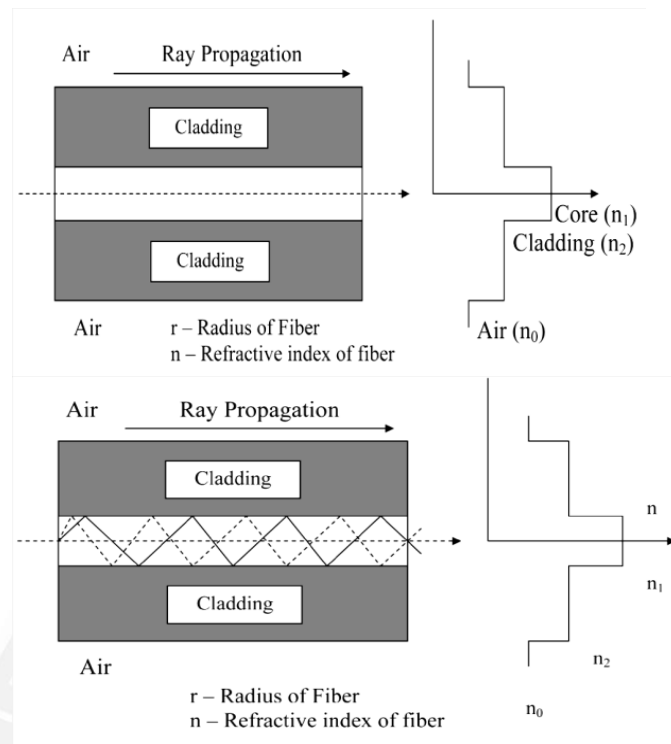 Air
Ray Propagation
Cladding
Core (n₁)
Cladding (n₂)
Cladding
Air
r – Radius of Fiber
Air (n₀)
n – Refractive index of fiber
Air
Ray Propagation
Cladding
n
n₁
Cladding
n₂
Air
r – Radius of Fiber
n₀
n – Refractive index of fiber